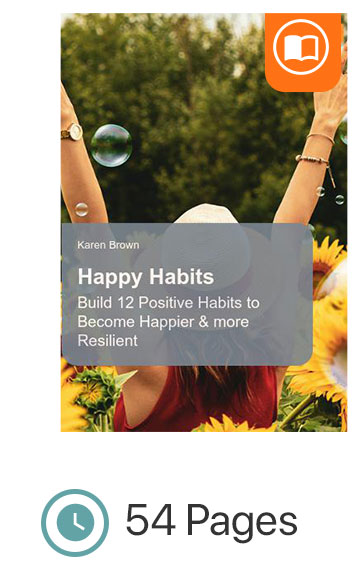 Karen Brown
Happy Habits
Build 12 Positive Habits to
Become Happier & more
Resilient
54 Pages